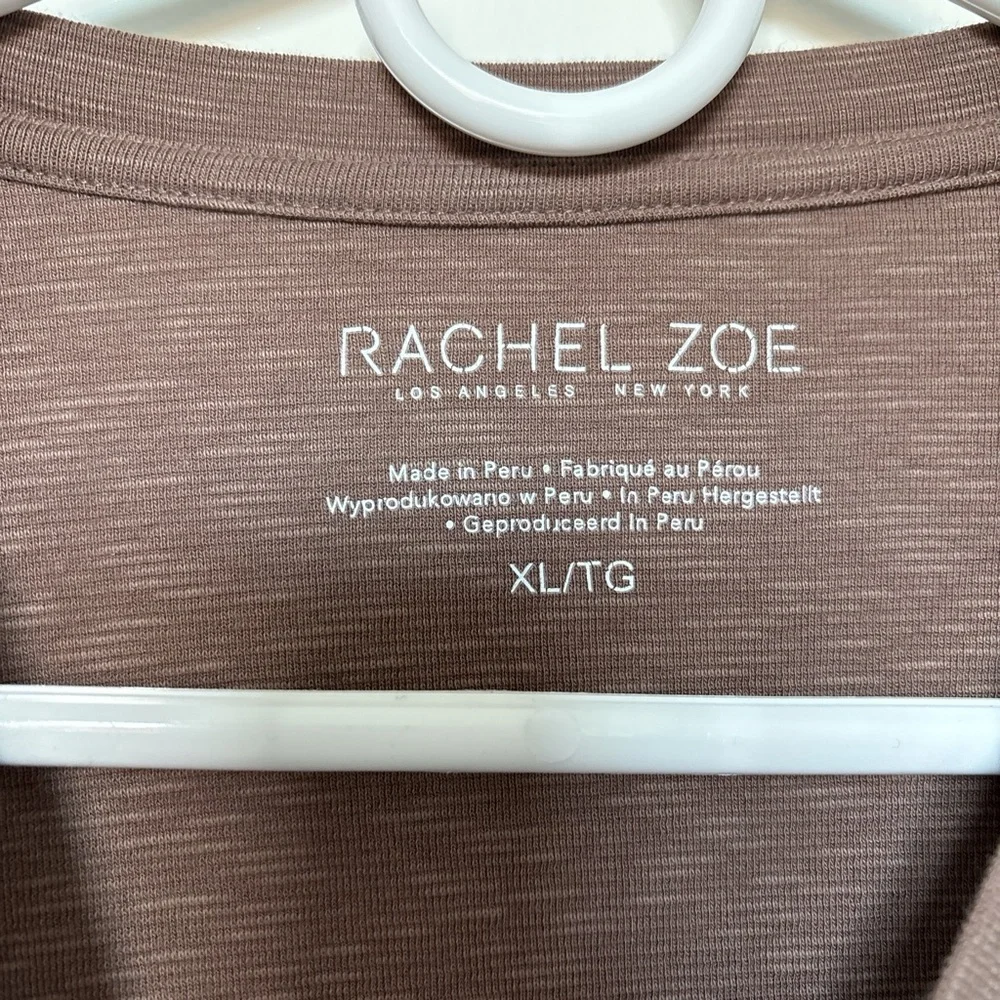 RACHEL ZOE
LOS ANGELES NEW YORK
Made in Peru • Fabriqué au Pérou
Wyprodukowano w Peru • In Peru Hergestellt
• Geproduceerd In Peru
XL/TG